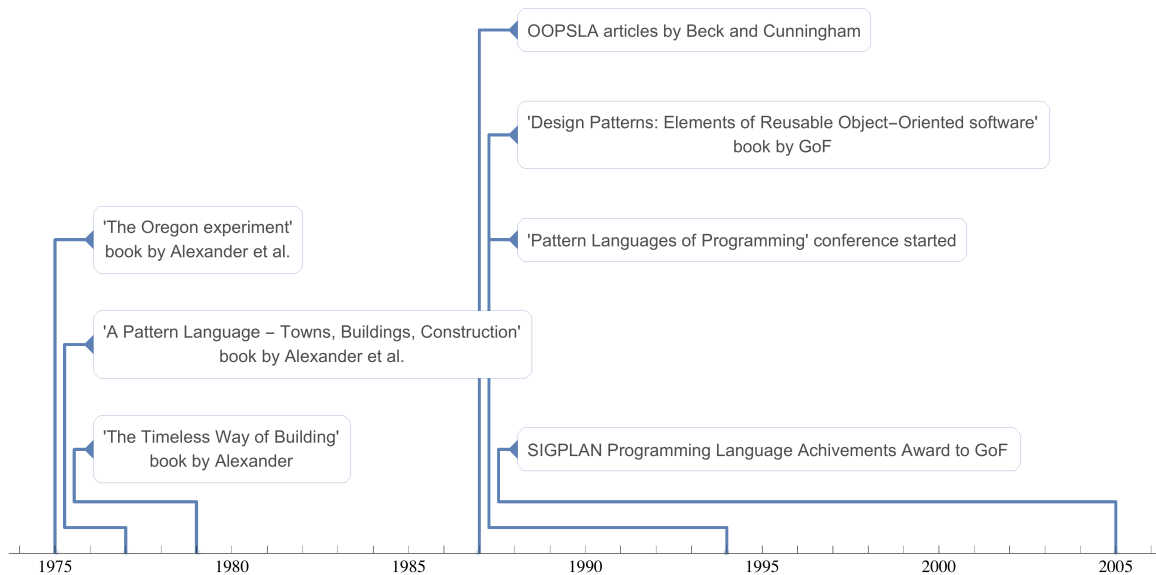 OOPSLA articles by Beck and Cunningham
'Design Patterns: Elements of Reusable Object−Oriented software'
book by GoF
'The Oregon experiment'
book by Alexander et al.
'Pattern Languages of Programming' conference started
'A Pattern Language − Towns, Buildings, Construction'
book by Alexander et al.
'The Timeless Way of Building'
book by Alexander
SIGPLAN Programming Language Achivements Award to GoF
1975 1980 1985 1990 1995 2000 2005